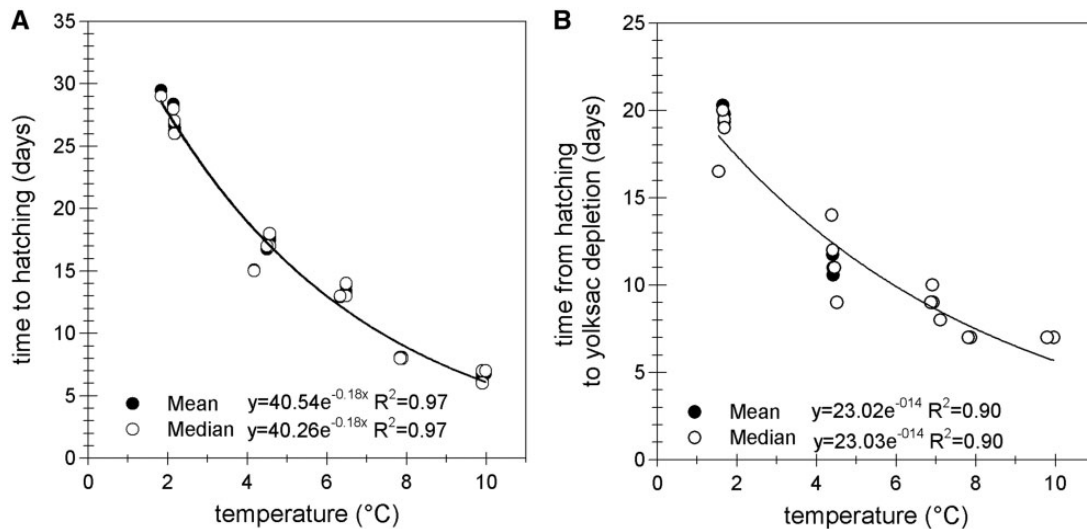 A
35
30
25
20
15
10
5
0
time to hatching (days)
Mean y=40.54e^-0.18x R²=0.97
Median y=40.26e^-0.18x R²=0.97
0 2 4 6 8 10
temperature (°C)
B
25
20
15
10
5
0
time from hatching
to yolksac depletion (days)
Mean y=23.02e^-014 R²=0.90
Median y=23.03e^-014 R²=0.90
0 2 4 6 8 10
temperature (°C)